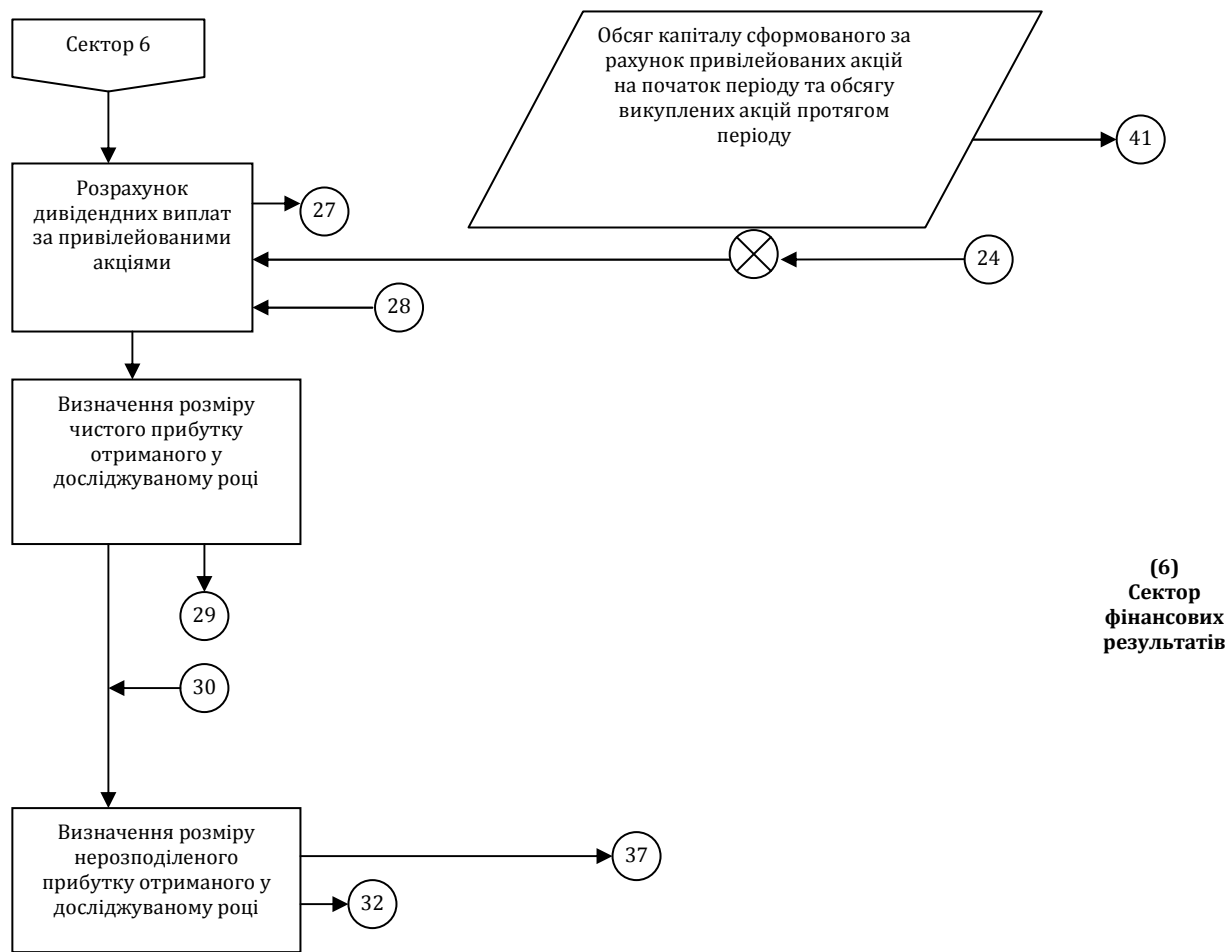 Сектор 6
Обсяг капіталу сформованого за
рахунок привілейованих акцій
на початок періоду та обсягу
викуплених акцій протягом
періоду
41
Розрахунок
дивідендних виплат
за привілейованими
акціями
27
24
28
Визначення розміру
чистого прибутку
отриманого у
досліджуваному році
29
(6)
Сектор
фінансових
результатів
30
Визначення розміру
нерозподіленого
прибутку отриманого у
досліджуваному році
37
32